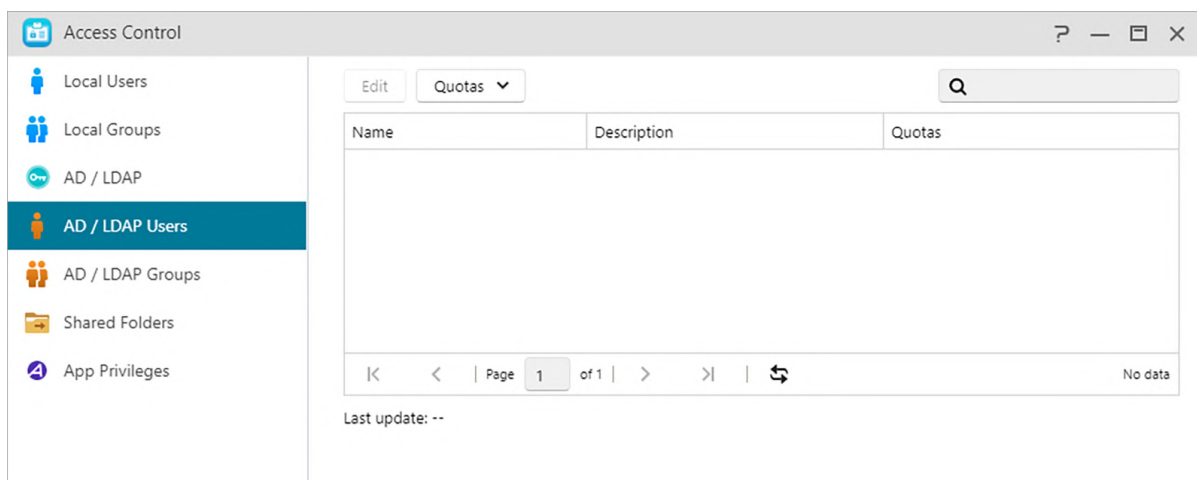 Access Control
Local Users
Local Groups
AD / LDAP
AD / LDAP Users
AD / LDAP Groups
Shared Folders
App Privileges
Edit Quotas
Name Description Quotas
Page 1 of 1 No data
Last update: --